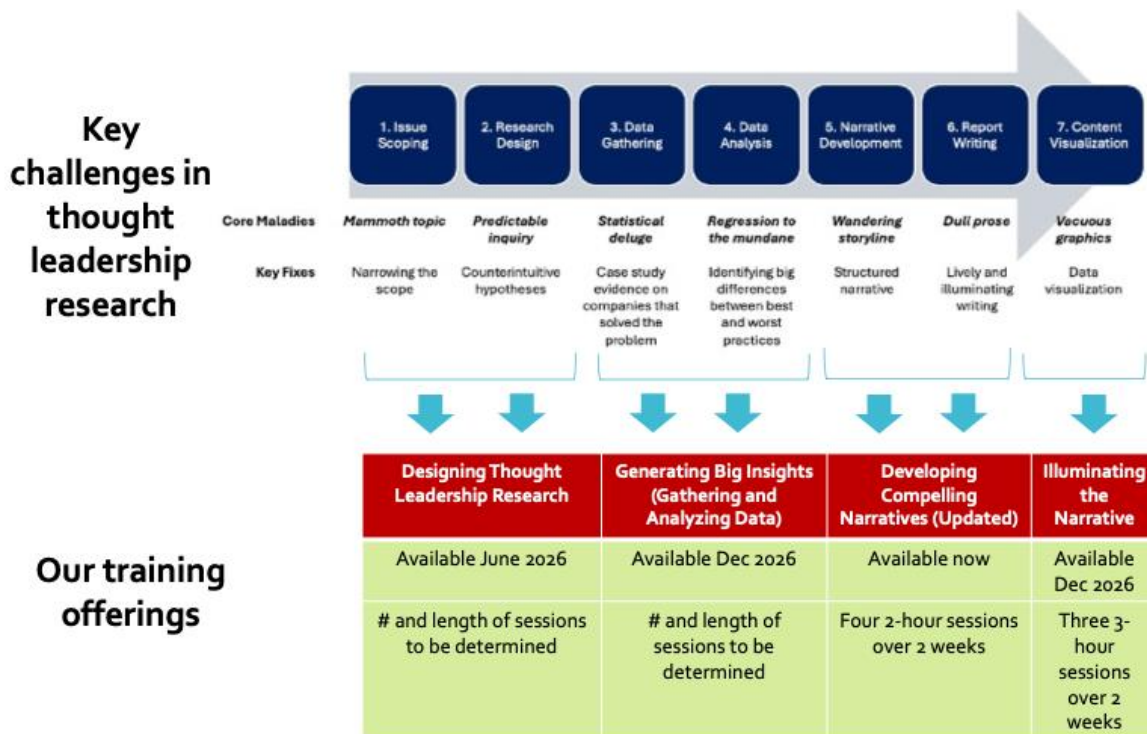 Key
challenges in
thought
leadership
research
1. Issue
Scoping
2. Research
Design
3. Data
Gathering
4. Data
Analysis
5. Narrative
Development
6. Report
Writing
7. Content
Visualization
Core Maladies
Mammoth topic
Predictable
inquiry
Statistical
deluge
Regression to
the mundane
Wandering
storyline
Dull prose
Vacuous
graphics
Key Fixes
Narrowing the
scope
Counterintuitive
hypotheses
Case study
evidence on
companies that
solved the
problem
Identifying big
differences
between best
and worst
practices
Structured
narrative
Lively and
illuminating
writing
Data
visualization
Our training
offerings
Designing Thought
Leadership Research
Generating Big Insights
(Gathering and
Analyzing Data)
Developing
Compelling
Narratives (Updated)
Illuminating
the
Narrative
Available June 2026
Available Dec 2026
Available now
Available
Dec 2026
# and length of sessions
to be determined
# and length of
sessions to be
determined
Four 2-hour sessions
over 2 weeks
Three 3-
hour
sessions
over 2
weeks